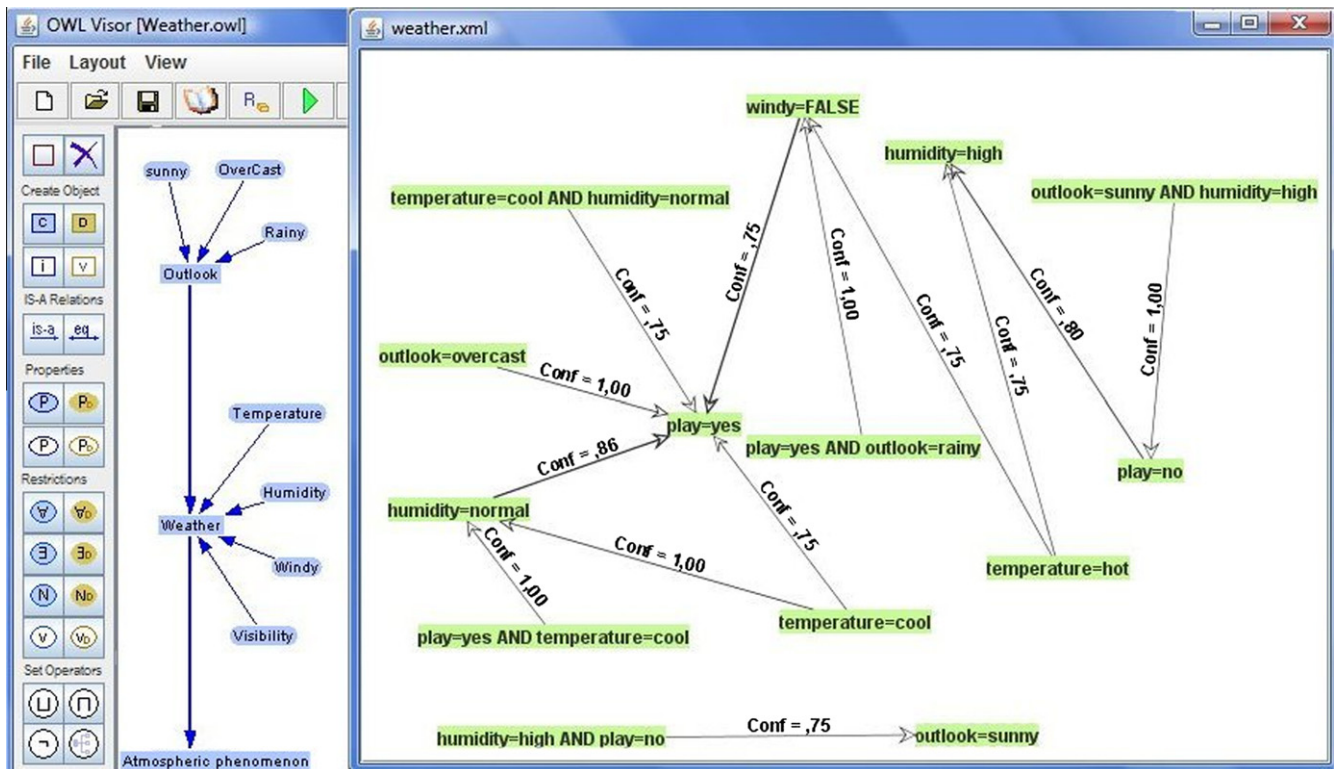 OWL Visor [Weather.owl]
File Layout View
R
Create Object
C D
i v
IS-A Relations
is-a eq
Properties
P PD
P PD
Restrictions
∀ ∀D
∃ ∃D
N ND
v vD
Set Operators
⊔ ⊓
¬
sunny
OverCast
Rainy
Outlook
Temperature
Humidity
Weather
Windy
Visibility
Atmospheric phenomenon
weather.xml
windy=FALSE
humidity=high
temperature=cool AND humidity=normal
outlook=sunny AND humidity=high
Conf = ,75
Conf = ,75
Conf = 1,00
Conf = ,75
Conf = ,75
Conf = ,80
Conf = 1,00
outlook=overcast
Conf = 1,00
play=yes
play=yes AND outlook=rainy
play=no
Conf = ,86
humidity=normal
Conf = 1,00
Conf = 1,00
Conf = ,75
temperature=hot
play=yes AND temperature=cool
temperature=cool
humidity=high AND play=no
Conf = ,75
outlook=sunny